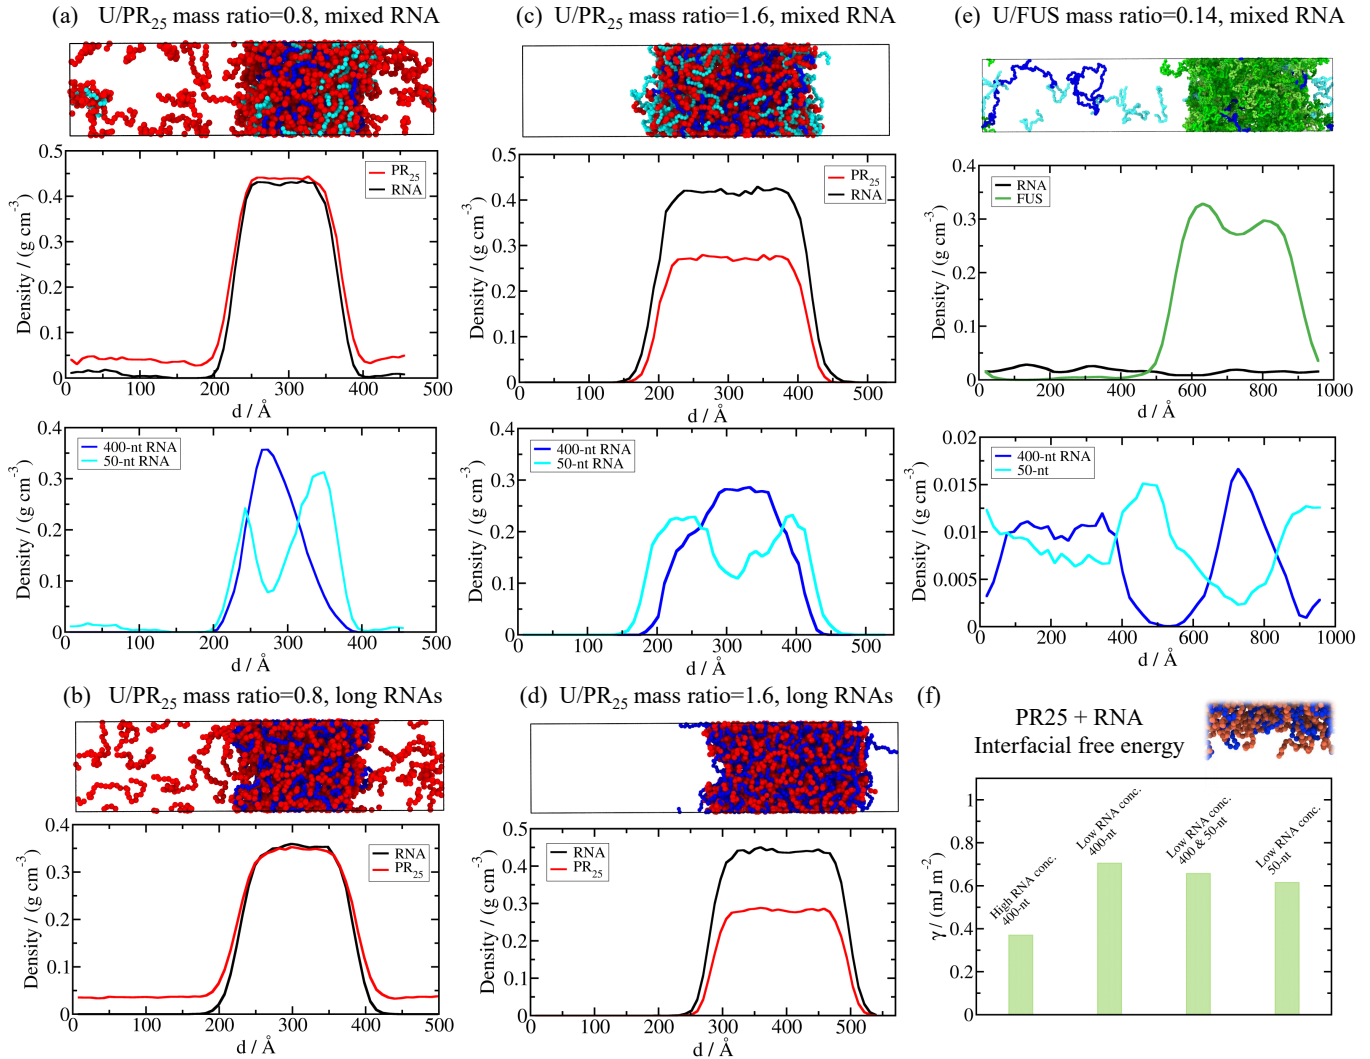 (a) U/PR25 mass ratio=0.8, mixed RNA
0.5
0.4
0.3
0.2
0.1
0
Density / (g cm-3)
PR25
RNA
0 100 200 300 400 500
d / Å
0.4
0.3
0.2
0.1
0
Density / (g cm-3)
400-nt RNA
50-nt RNA
0 100 200 300 400 500
d / Å
(b) U/PR25 mass ratio=0.8, long RNAs
0.4
0.3
0.2
0.1
0
Density / (g cm-3)
RNA
PR25
0 100 200 300 400 500
d / Å
(c) U/PR25 mass ratio=1.6, mixed RNA
0.5
0.4
0.3
0.2
0.1
0
Density / (g cm-3)
PR25
RNA
0 100 200 300 400 500
d / Å
0.4
0.3
0.2
0.1
0
Density / (g cm-3)
400-nt RNA
50-nt RNA
0 100 200 300 400 500
d / Å
(d) U/PR25 mass ratio=1.6, long RNAs
0.5
0.4
0.3
0.2
0.1
0
Density / (g cm-3)
RNA
PR25
0 100 200 300 400 500
d / Å
(e) U/FUS mass ratio=0.14, mixed RNA
0.4
0.3
0.2
0.1
0
Density / (g cm-3)
RNA
FUS
0 200 400 600 800 1000
d / Å
0.02
0.015
0.01
0.005
0
Density / (g cm-3)
400-nt RNA
50-nt
0 200 400 600 800 1000
d / Å
(f)
PR25 + RNA
Interfacial free energy
1
0.8
0.6
0.4
0.2
0
γ / (mJ m-2)
High RNA conc.
400-nt
Low RNA conc.
400-nt
Low RNA conc.
400 & 50-nt
Low RNA conc.
50-nt